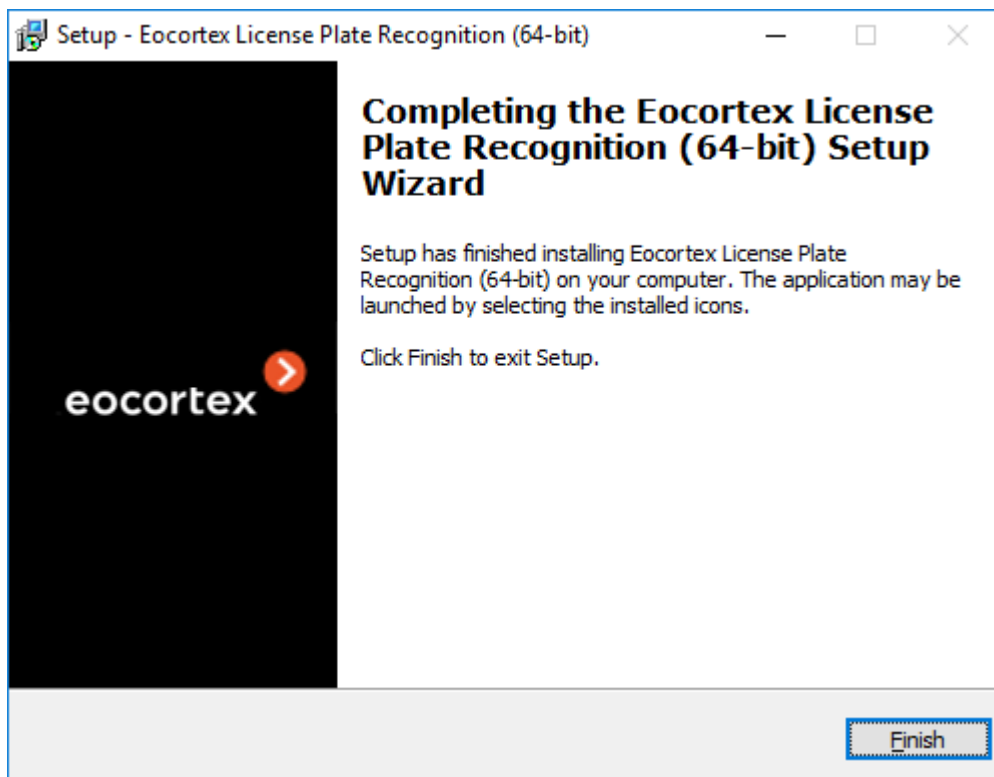 Setup - Eocortex License Plate Recognition (64-bit)
Completing the Eocortex License
Plate Recognition (64-bit) Setup
Wizard
Setup has finished installing Eocortex License Plate
Recognition (64-bit) on your computer. The application may be
launched by selecting the installed icons.
Click Finish to exit Setup.
eocortex
Finish